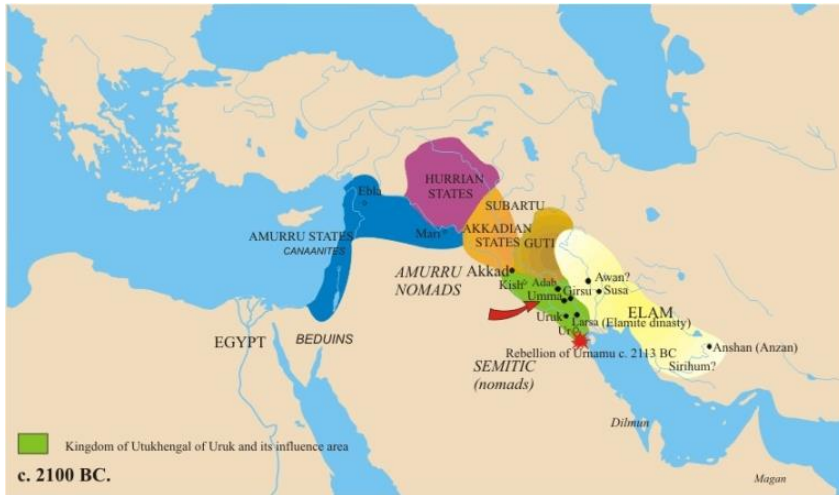 HURRIAN
STATES
Ebla
SUBARTU
AMURRU STATES
CANAANITES
Mari
AKKADIAN
STATES
GUTI
AMURRU
NOMADS
Akkad
Kish
Adab
Awan?
Girsu
Susa
Umma
Uruk
Larsa (Elamite dinasty)
ELAM
Ur
EGYPT
BEDUINS
Rebellion of Urnamu c. 2113 BC
Anshan (Anzan)
Sirihum?
SEMITIC
(nomads)
Dilmun
Kingdom of Utukhengal of Uruk and its influence area
c. 2100 BC.
Magan